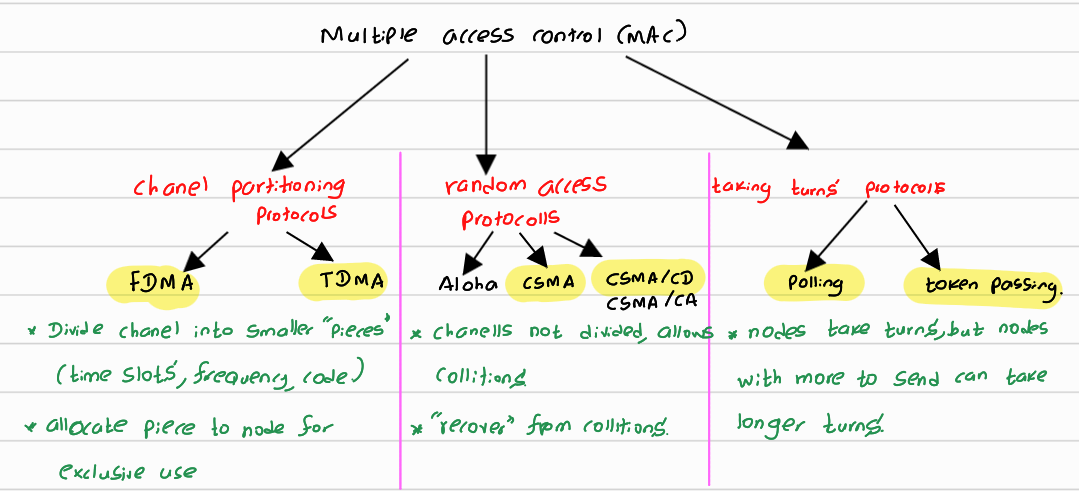 Multiple access control (MAC)
Chanel partitioning
Protocols
FDMA
TDMA
* Divide chanel into smaller "pieces"
(time slots, frequency, code)
* allocate piece to node for
exclusive use
random access
Protocolls
Aloha
CSMA
CSMA/CD
CSMA/CA
* chanells not divided, allows
collitions
* "recover" from collitions.
taking turns protocols
Polling
token passing.
* nodes take turns, but nodes
with more to send can take
longer turns.